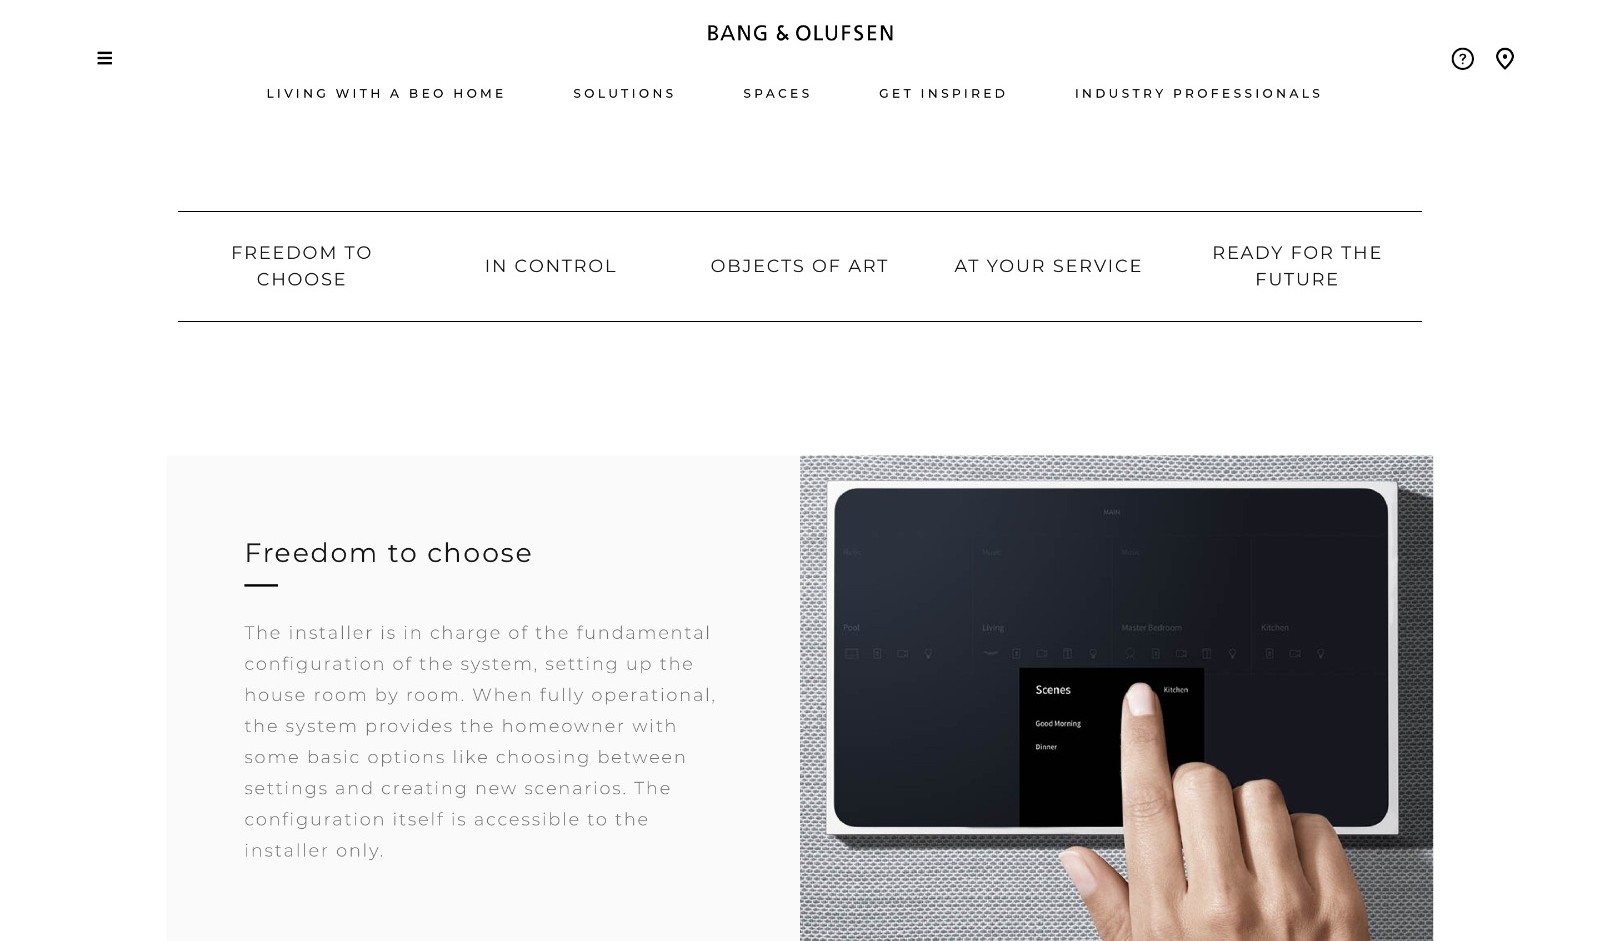 BANG & OLUFSEN
LIVING WITH A BEO HOME
SOLUTIONS
SPACES
GET INSPIRED
INDUSTRY PROFESSIONALS
FREEDOM TO
CHOOSE
IN CONTROL
OBJECTS OF ART
AT YOUR SERVICE
READY FOR THE
FUTURE
Freedom to choose
The installer is in charge of the fundamental
configuration of the system, setting up the
house room by room. When fully operational,
the system provides the homeowner with
some basic options like choosing between
settings and creating new scenarios. The
configuration itself is accessible to the
installer only.
MAIN
Music
Music
Music
Pool
Living
Master Bedroom
Kitchen
Scenes
Kitchen
Good Morning
Dinner